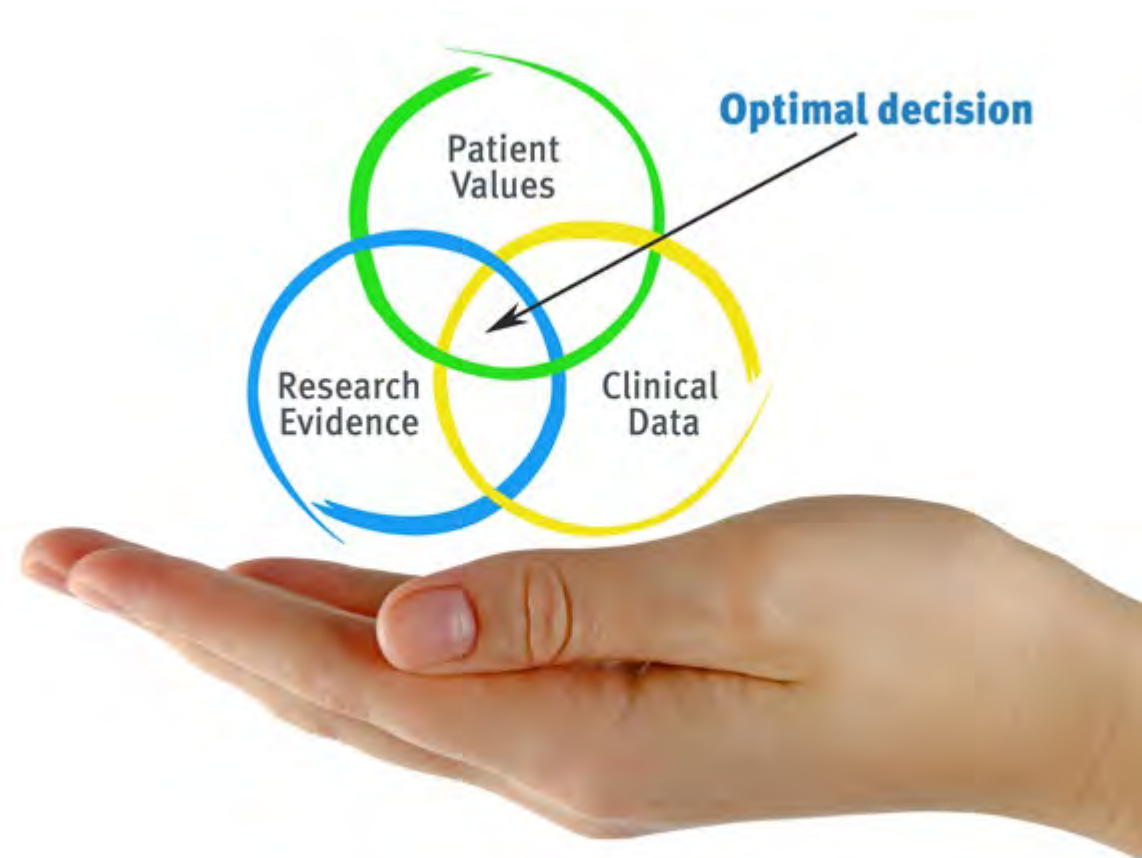 Optimal decision
Patient
Values
Research
Evidence
Clinical
Data